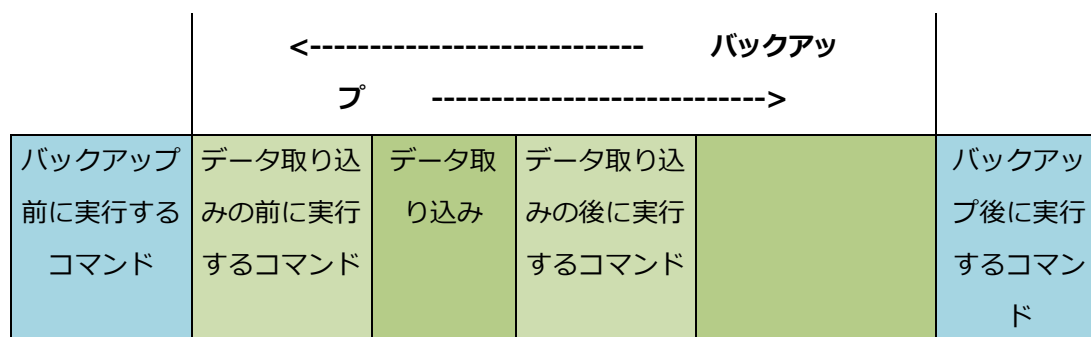 <---------------------------- バックアッ
プ ---------------------------->
バックアップ
前に実行する
コマンド
データ取り込
みの前に実行
するコマンド
データ取
り込み
データ取り込
みの後に実行
するコマンド
バックアッ
プ後に実行
するコマン
ド